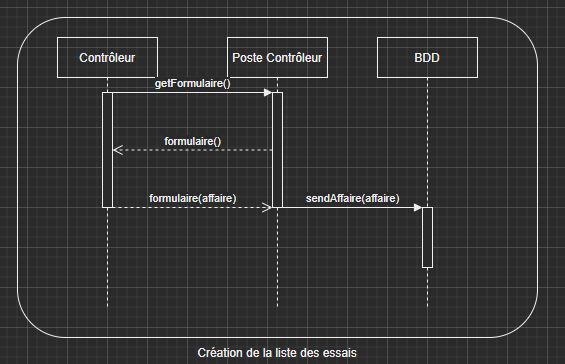 Contrôleur
Poste Contrôleur
BDD
getFormulaire()
formulaire()
formulaire(affaire)
sendAffaire(affaire)
Création de la liste des essais